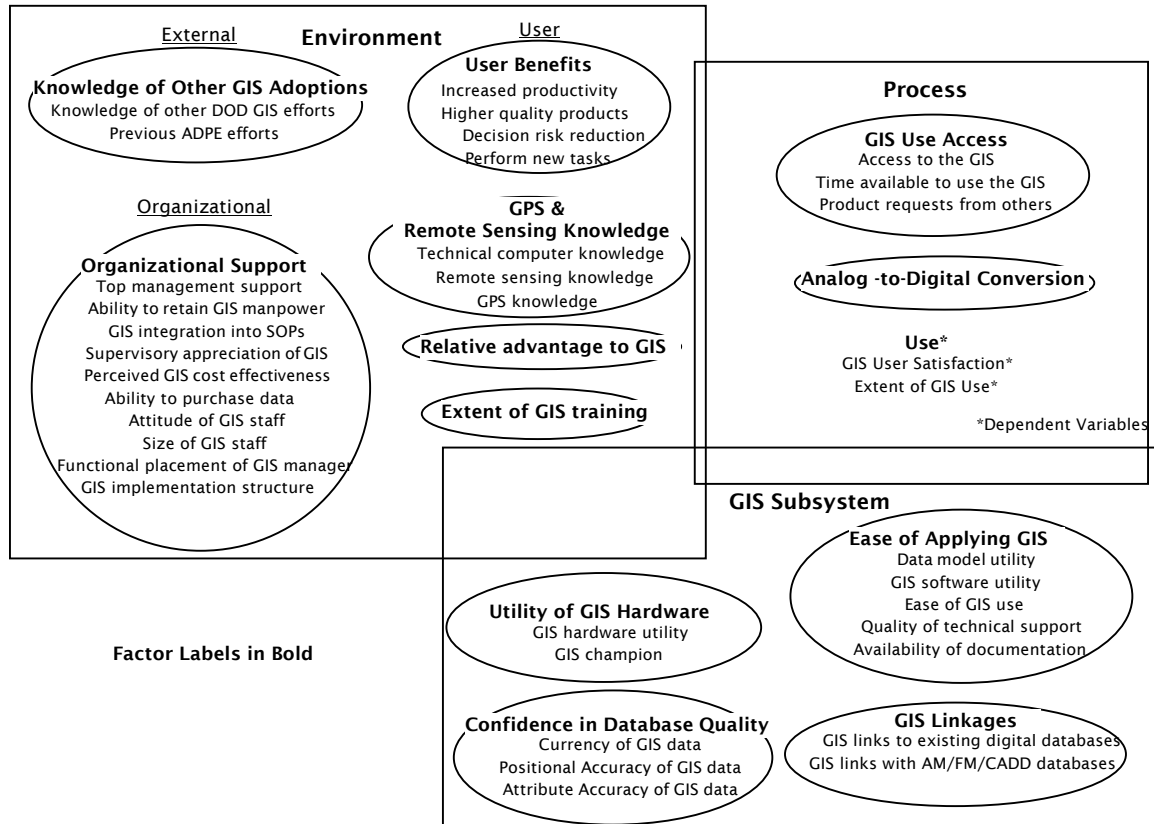 Environment
External
Knowledge of Other GIS Adoptions
Knowledge of other DOD GIS efforts
Previous ADPE efforts
User
User Benefits
Increased productivity
Higher quality products
Decision risk reduction
Perform new tasks
Organizational
Organizational Support
Top management support
Ability to retain GIS manpower
GIS integration into SOPs
Supervisory appreciation of GIS
Perceived GIS cost effectiveness
Ability to purchase data
Attitude of GIS staff
Size of GIS staff
Functional placement of GIS manager
GIS implementation structure
GPS &
Remote Sensing Knowledge
Technical computer knowledge
Remote sensing knowledge
GPS knowledge
Relative advantage to GIS
Extent of GIS training
Process
GIS Use Access
Access to the GIS
Time available to use the GIS
Product requests from others
Analog -to-Digital Conversion
Use*
GIS User Satisfaction*
Extent of GIS Use*
*Dependent Variables
GIS Subsystem
Ease of Applying GIS
Data model utility
GIS software utility
Ease of GIS use
Quality of technical support
Availability of documentation
Utility of GIS Hardware
GIS hardware utility
GIS champion
Factor Labels in Bold
Confidence in Database Quality
Currency of GIS data
Positional Accuracy of GIS data
Attribute Accuracy of GIS data
GIS Linkages
GIS links to existing digital databases
GIS links with AM/FM/CADD databases